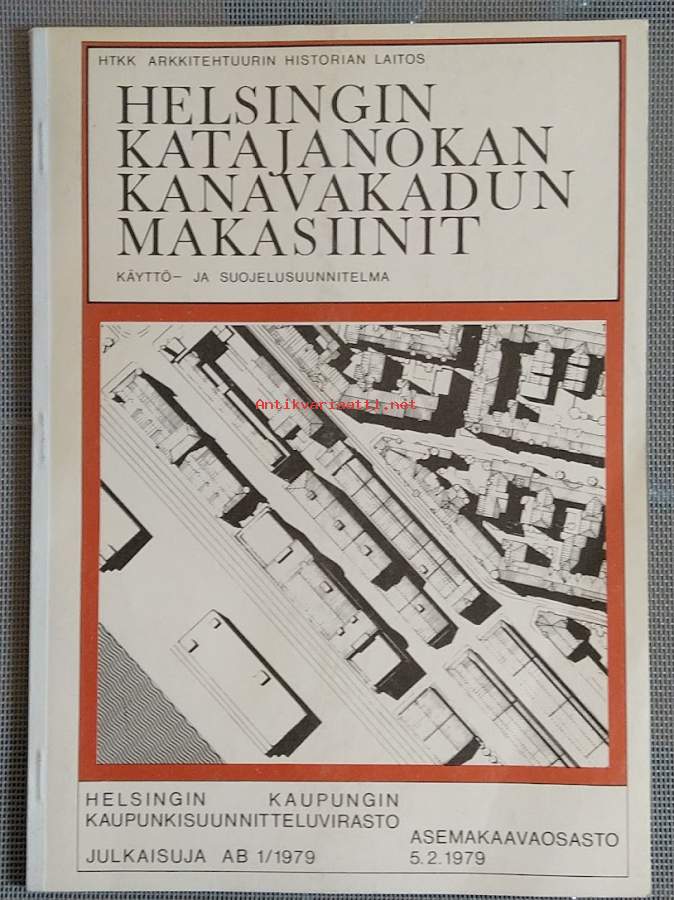 HTKK ARKKITEHTUURIN HISTORIAN LAITOS
HELSINGIN
KATAJANOKAN
KANAVAKADUN
MAKASIINIT
KÄYTTÖ- JA SUOJELUSUUNNITELMA
Antikvariaatti.net
HELSINGIN KAUPUNGIN
KAUPUNKISUUNNITTELUVIRASTO
ASEMAKAAVAOSASTO
JULKAISUJA AB 1/1979
5.2.1979